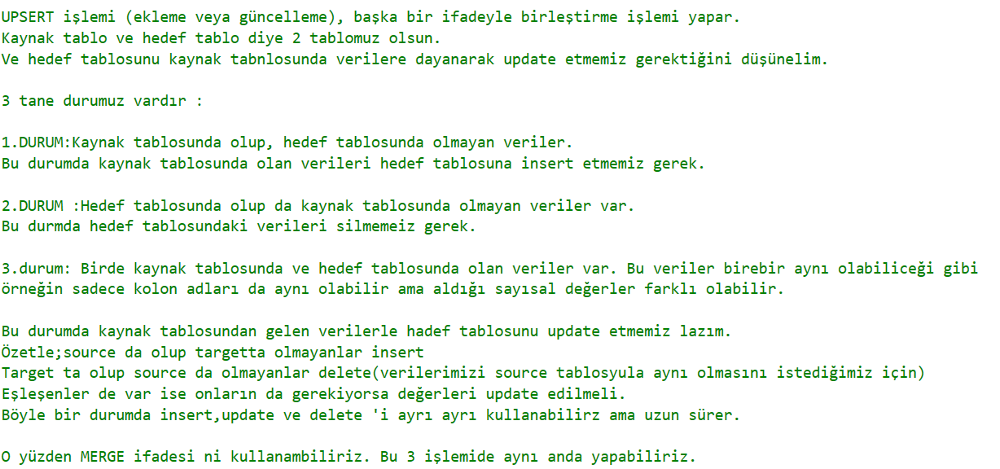 UPSERT işlemi (ekleme veya güncelleme), başka bir ifadeyle birleştirme işlemi yapar.
Kaynak tablo ve hedef tablo diye 2 tablomuz olsun.
Ve hedef tablosunu kaynak tabnlosunda verilere dayanarak update etmemiz gerektiğini düşünelim.
3 tane durumuz vardır :
1.DURUM:Kaynak tablosunda olup, hedef tablosunda olmayan veriler.
Bu durumda kaynak tablosunda olan verileri hedef tablosuna insert etmemiz gerek.
2.DURUM :Hedef tablosunda olup da kaynak tablosunda olmayan veriler var.
Bu durmda hedef tablosundaki verileri silmemeiz gerek.
3.durum: Birde kaynak tablosunda ve hedef tablosunda olan veriler var. Bu veriler birebir aynı olabiliceği gibi
örneğin sadece kolon adları da aynı olabilir ama aldığı sayısal değerler farklı olabilir.
Bu durumda kaynak tablosundan gelen verilerle hadef tablosunu update etmemiz lazım.
Özetle;source da olup targetta olmayanlar insert
Target ta olup source da olmayanlar delete(verilerimizi source tablosyula aynı olmasını istediğimiz için)
Eşleşenler de var ise onların da gerekiyorsa değerleri update edilmeli.
Böyle bir durumda insert,update ve delete 'i ayrı ayrı kullanabilirz ama uzun sürer.
O yüzden MERGE ifadesi ni kullanambiliriz. Bu 3 işlemide aynı anda yapabiliriz.